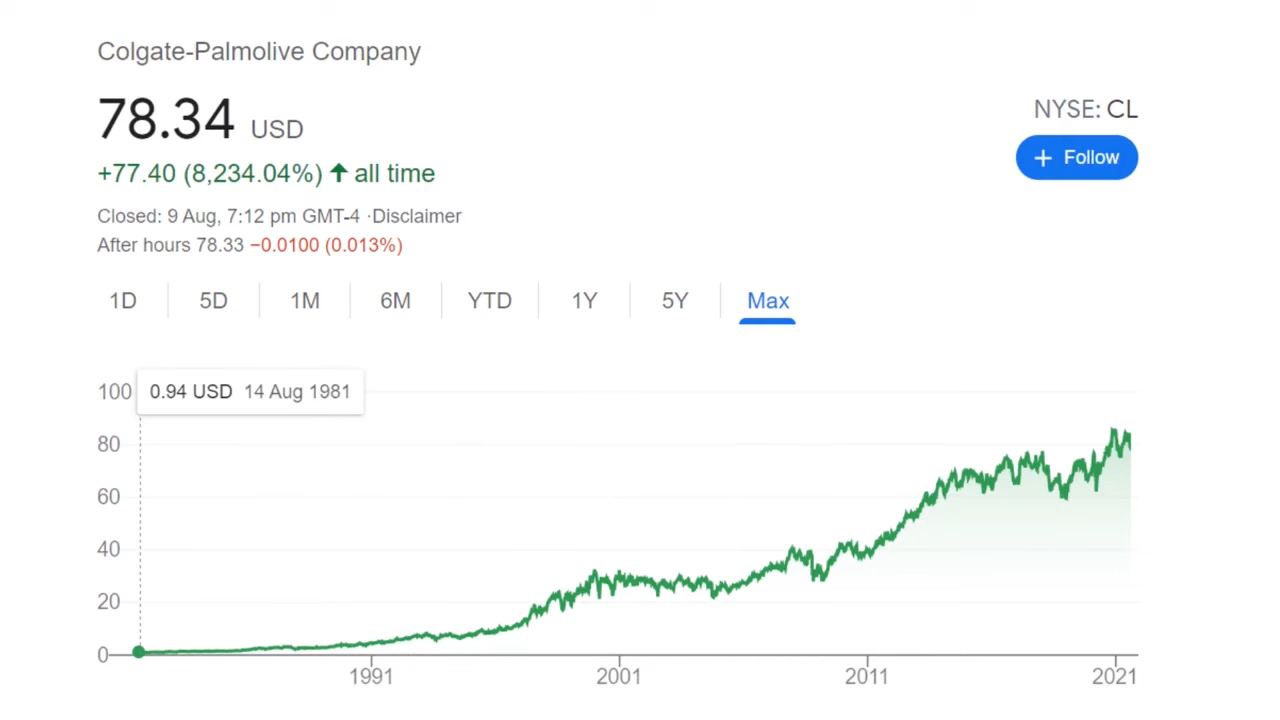 Colgate-Palmolive Company
78.34 USD
NYSE: CL
+77.40 (8,234.04%) ↑ all time
+ Follow
Closed: 9 Aug, 7:12 pm GMT-4 ·Disclaimer
After hours 78.33 −0.0100 (0.013%)
1D 5D 1M 6M YTD 1Y 5Y Max
100
0.94 USD 14 Aug 1981
80
60
40
20
0
1991 2001 2011 2021